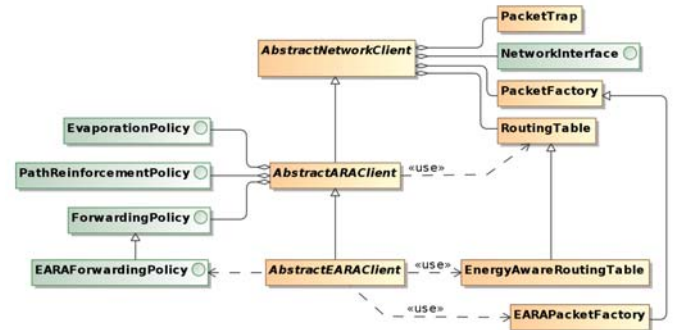 PacketTrap
AbstractNetworkClient
NetworkInterface
PacketFactory
EvaporationPolicy
RoutingTable
PathReinforcementPolicy
AbstractARAClient
«use»
ForwardingPolicy
EARAForwardingPolicy
AbstractEARAClient
«use»
EnergyAwareRoutingTable
«use»
EARAPacketFactory